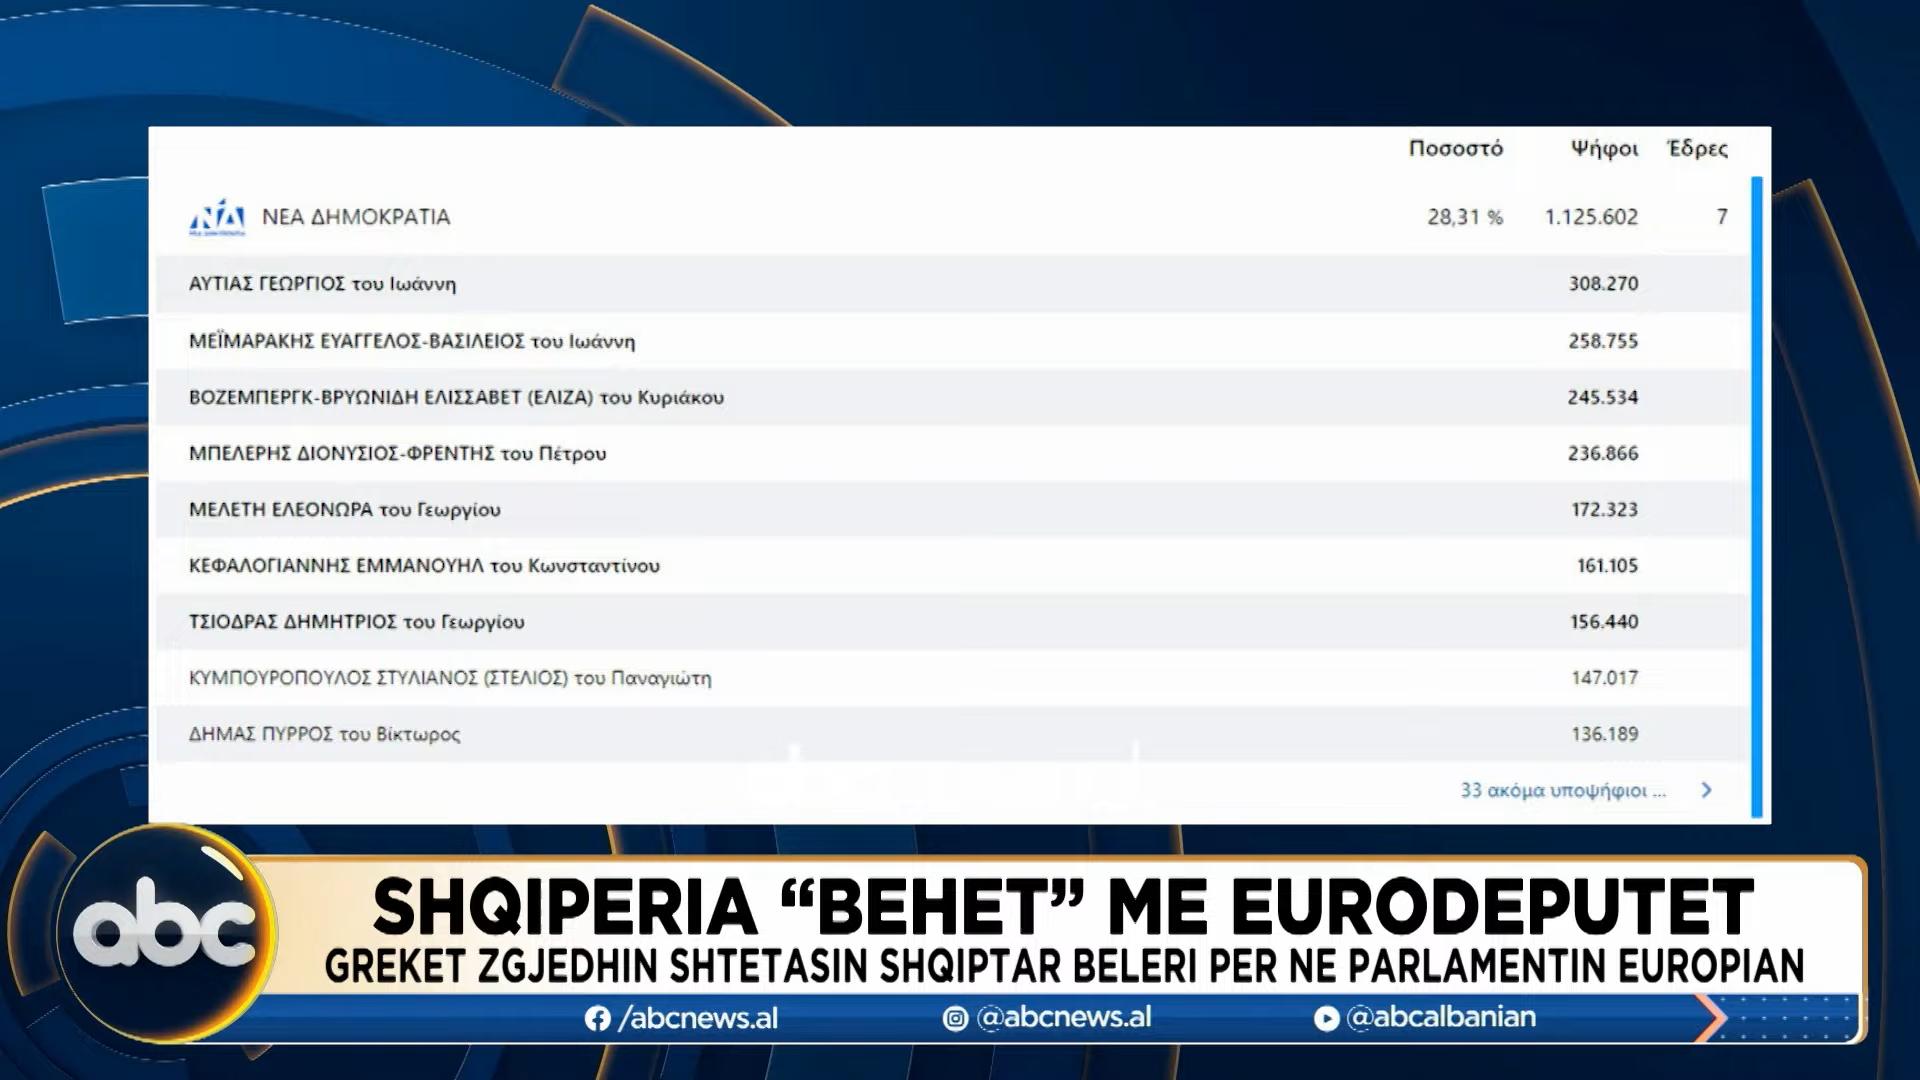 Ποσοστό Ψήφοι Έδρες
ΝΔ ΝΕΑ ΔΗΜΟΚΡΑΤΙΑ 28,31 % 1.125.602 7
ΑΥΤΙΑΣ ΓΕΩΡΓΙΟΣ του Ιωάννη 308.270
ΜΕΪΜΑΡΑΚΗΣ ΕΥΑΓΓΕΛΟΣ-ΒΑΣΙΛΕΙΟΣ του Ιωάννη 258.755
ΒΟΖΕΜΠΕΡΓΚ-ΒΡΥΩΝΙΔΗ ΕΛΙΣΣΑΒΕΤ (ΕΛΙΖΑ) του Κυριάκου 245.534
ΜΠΕΛΕΡΗΣ ΔΙΟΝΥΣΙΟΣ-ΦΡΕΝΤΗΣ του Πέτρου 236.866
ΜΕΛΕΤΗ ΕΛΕΟΝΩΡΑ του Γεωργίου 172.323
ΚΕΦΑΛΟΓΙΑΝΝΗΣ ΕΜΜΑΝΟΥΗΛ του Κωνσταντίνου 161.105
ΤΣΙΟΔΡΑΣ ΔΗΜΗΤΡΙΟΣ του Γεωργίου 156.440
ΚΥΜΠΟΥΡΟΠΟΥΛΟΣ ΣΤΥΛΙΑΝΟΣ (ΣΤΕΛΙΟΣ) του Παναγιώτη 147.017
ΔΗΜΑΣ ΠΥΡΡΟΣ του Βίκτωρος 136.189
33 ακόμα υποψήφιοι ...
abc
SHQIPERIA “BEHET” ME EURODEPUTET
GREKET ZGJEDHIN SHTETASIN SHQIPTAR BELERI PER NE PARLAMENTIN EUROPIAN
/abcnews.al @abcnews.al @abcalbanian